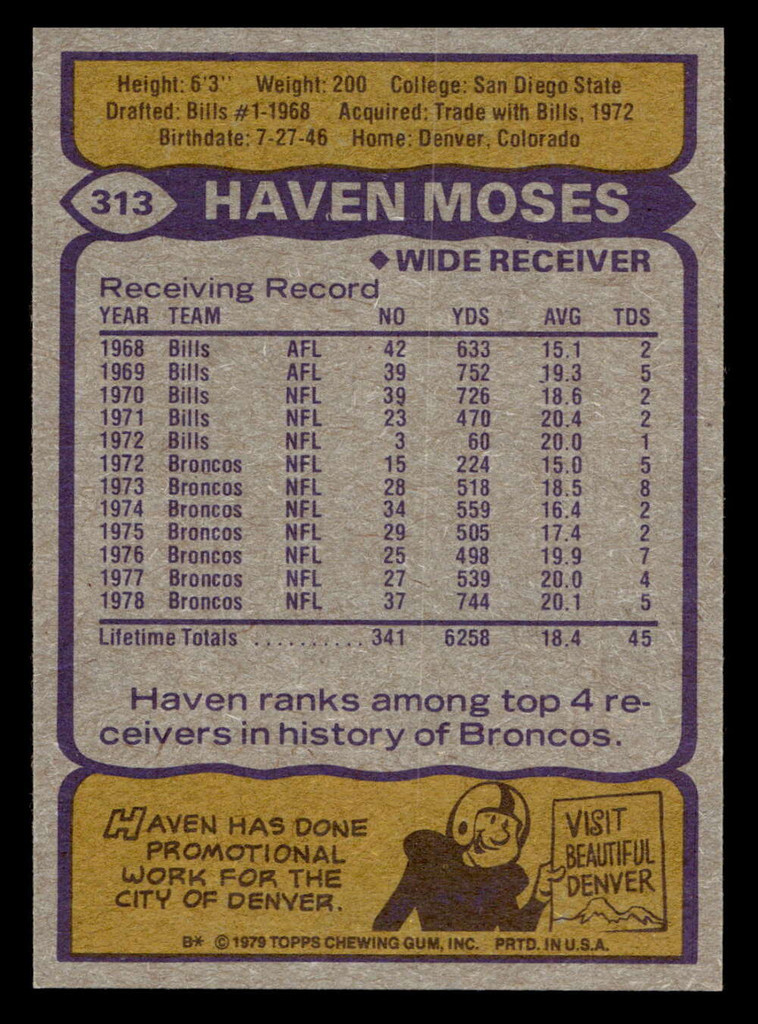 Height: 6'3" Weight: 200 College: San Diego State
Drafted: Bills #1-1968 Acquired: Trade with Bills, 1972
Birthdate: 7-27-46 Home: Denver, Colorado
313 HAVEN MOSES
◆ WIDE RECEIVER
Receiving Record
YEAR TEAM NO YDS AVG TDS
1968 Bills AFL 42 633 15.1 2
1969 Bills AFL 39 752 19.3 5
1970 Bills NFL 39 726 18.6 2
1971 Bills NFL 23 470 20.4 2
1972 Bills NFL 3 60 20.0 1
1972 Broncos NFL 15 224 15.0 5
1973 Broncos NFL 28 518 18.5 8
1974 Broncos NFL 34 559 16.4 2
1975 Broncos NFL 29 505 17.4 2
1976 Broncos NFL 25 498 19.9 7
1977 Broncos NFL 27 539 20.0 4
1978 Broncos NFL 37 744 20.1 5
Lifetime Totals .......... 341 6258 18.4 45
Haven ranks among top 4 re-
ceivers in history of Broncos.
HAVEN HAS DONE
PROMOTIONAL
WORK FOR THE
CITY OF DENVER.
VISIT
BEAUTIFUL
DENVER
B* © 1979 TOPPS CHEWING GUM, INC. PRTD. IN U.S.A.